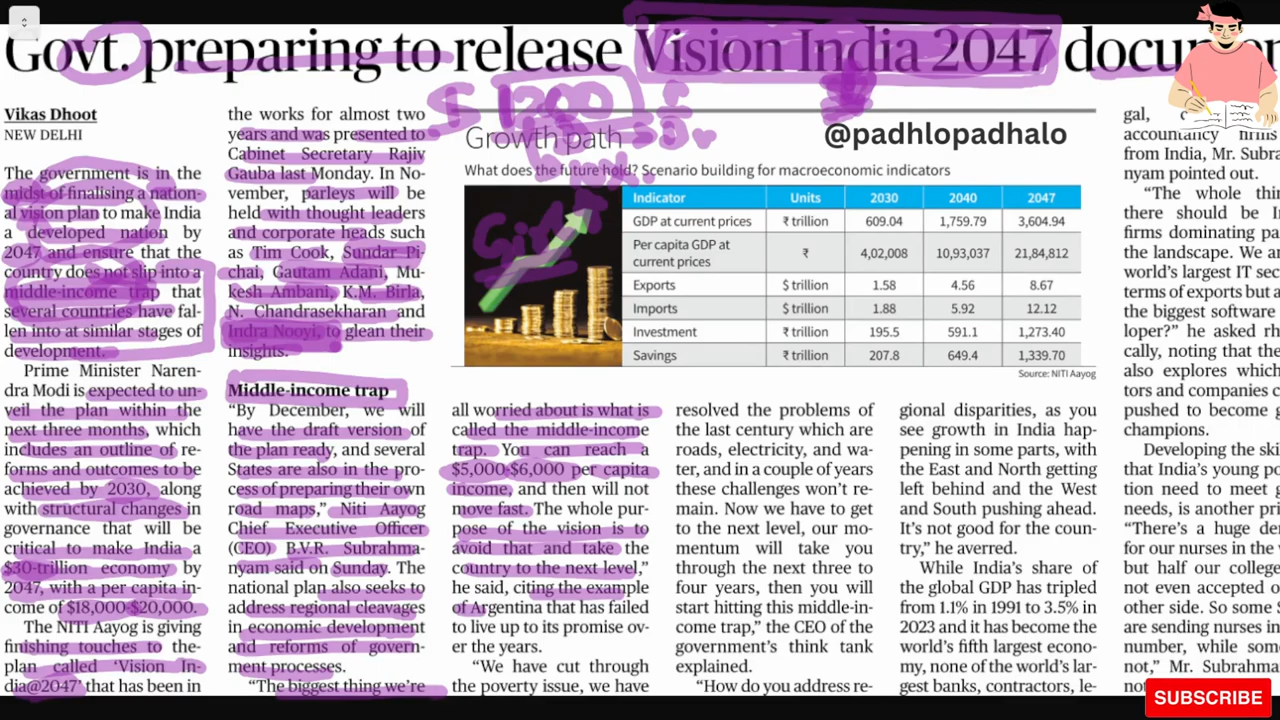 Govt. preparing to release Vision India 2047
Vikas Dhoot
NEW DELHI
The government is in the
midst of finalising a nation-
al vision plan to make India
a developed nation by
2047 and ensure that the
country does not slip into a
middle-income trap that
several countries have fal-
len into at similar stages of
development.
Prime Minister Naren-
dra Modi is expected to un-
veil the plan within the
next three months, which
includes an outline of re-
forms and outcomes to be
achieved by 2030, along
with structural changes in
governance that will be
critical to make India a
$30-trillion economy by
2047, with a per capita in-
come of $18,000-$20,000.
The NITI Aayog is giving
finishing touches to the
plan called 'Vision In-
dia@2047' that has been in
the works for almost two
years and was presented to
Cabinet Secretary Rajiv
Gauba last Monday. In No-
vember, parleys will be
held with thought leaders
and corporate heads such
as Tim Cook, Sundar Pi-
chai, Gautam Adani, Mu-
kesh Ambani, K.M. Birla,
N. Chandrasekharan and
Indra Nooyi, to glean their
insights.
Middle-income trap
"By December, we will
have the draft version of
the plan ready, and several
States are also in the pro-
cess of preparing their own
road maps," Niti Aayog
Chief Executive Officer
(CEO) B.V.R. Subrahma-
nyam said on Sunday. The
national plan also seeks to
address regional cleavages
in economic development
and reforms of govern-
ment processes.
"The biggest thing we're
$ 1200
Growth path
@padhlopadhalo
What does the future hold? Scenario building for macroeconomic indicators
Indicator Units 2030 2040 2047
GDP at current prices ₹ trillion 609.04 1,759.79 3,604.94
Per capita GDP at
current prices ₹ 4,02,008 10,93,037 21,84,812
Exports $ trillion 1.58 4.56 8.67
Imports $ trillion 1.88 5.92 12.12
Investment ₹ trillion 195.5 591.1 1,273.40
Savings ₹ trillion 207.8 649.4 1,339.70
Source: NITI Aayog
all worried about is what is
called the middle-income
trap. You can reach a
$5,000-$6,000 per capita
income, and then will not
move fast. The whole pur-
pose of the vision is to
avoid that and take the
country to the next level,"
he said, citing the example
of Argentina that has failed
to live up to its promise ov-
er the years.
"We have cut through
the poverty issue, we have
resolved the problems of
the last century which are
roads, electricity, and wa-
ter, and in a couple of years
these challenges won't re-
main. Now we have to get
to the next level, our mo-
mentum will take you
through the next three to
four years, then you will
start hitting this middle-in-
come trap," the CEO of the
government's think tank
explained.
"How do you address re-
gional disparities, as you
see growth in India hap-
pening in some parts, with
the East and North getting
left behind and the West
and South pushing ahead.
It's not good for the coun-
try," he averred.
While India's share of
the global GDP has tripled
from 1.1% in 1991 to 3.5% in
2023 and it has become the
world's fifth largest econo-
my, none of the world's lar-
gest banks, contractors, le-
gal,
accountancy firms
from India, Mr. Subra
nyam pointed out.
"The whole thin
there should be I
firms dominating pa
the landscape. We ar
world's largest IT sec
terms of exports but a
the biggest software
loper?" he asked rh
cally, noting that the
also explores which
tors and companies c
pushed to become g
champions.
Developing the ski
that India's young po
tion need to meet g
needs, is another pri
"There's a huge der
for our nurses in the
but half our college
not even accepted o
other side. So some S
are sending nurses in
number, while som
not," Mr. Subrahma
SUBSCRIBE